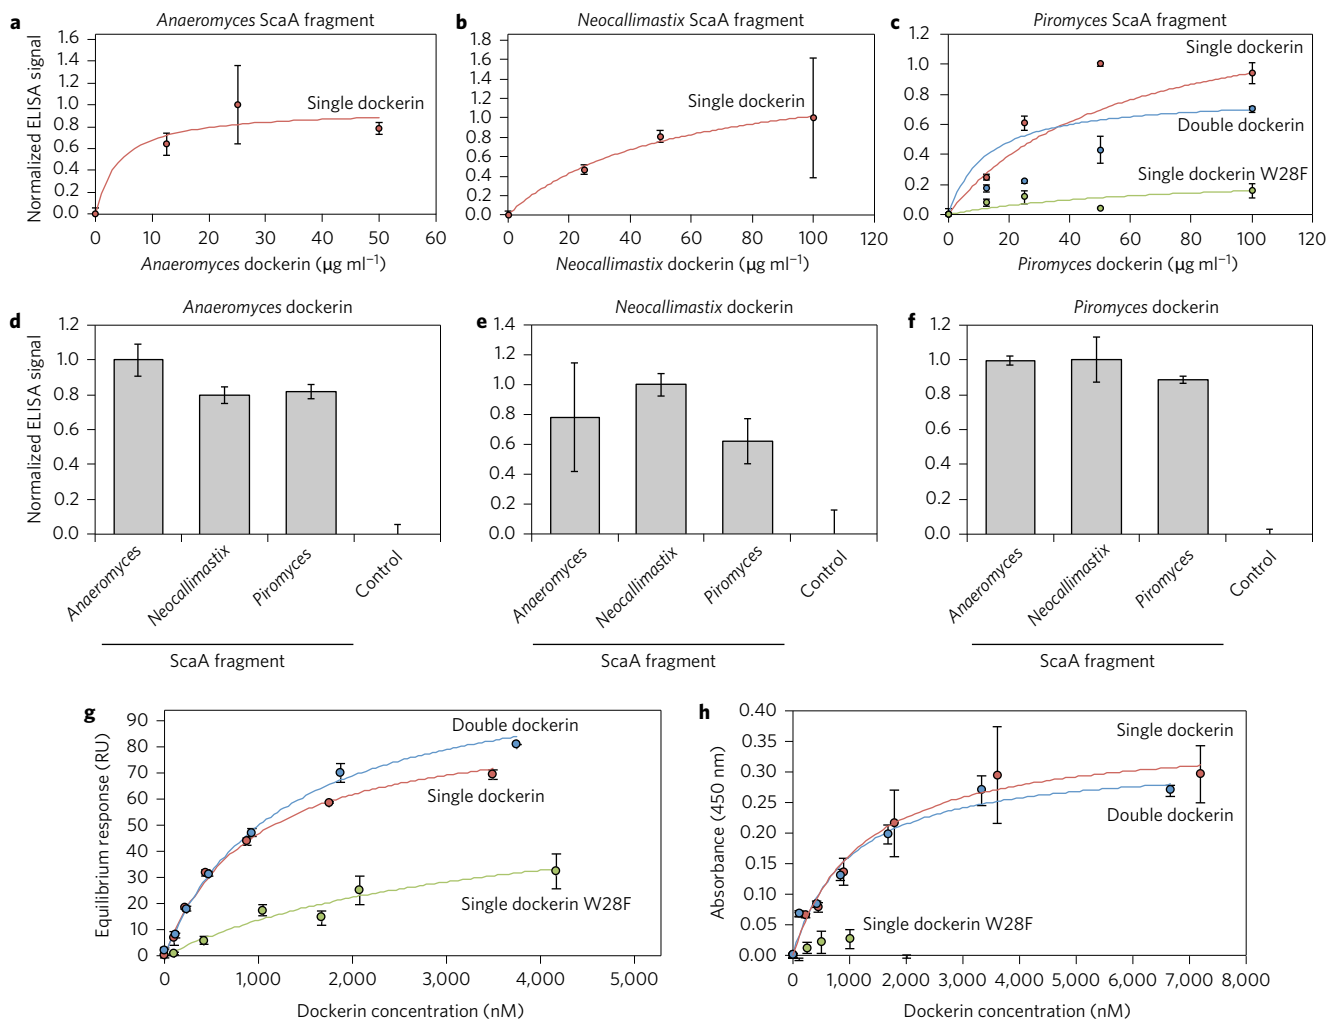 a
Anaeromyces ScaA fragment
Normalized ELISA signal
1.6
1.4
1.2
1.0
0.8
0.6
0.4
0.2
0.0
Single dockerin
0 10 20 30 40 50 60
Anaeromyces dockerin (µg ml⁻¹)
b
Neocallimastix ScaA fragment
1.8
1.6
1.4
1.2
1.0
0.8
0.6
0.4
0.2
0.0
Single dockerin
0 20 40 60 80 100 120
Neocallimastix dockerin (µg ml⁻¹)
c
Piromyces ScaA fragment
1.2
1.0
0.8
0.6
0.4
0.2
0.0
Single dockerin
Double dockerin
Single dockerin W28F
0 20 40 60 80 100 120
Piromyces dockerin (µg ml⁻¹)
d
Anaeromyces dockerin
Normalized ELISA signal
1.2
1.0
0.8
0.6
0.4
0.2
0.0
Anaeromyces
Neocallimastix
Piromyces
Control
ScaA fragment
e
Neocallimastix dockerin
1.4
1.2
1.0
0.8
0.6
0.4
0.2
0.0
Anaeromyces
Neocallimastix
Piromyces
Control
ScaA fragment
f
Piromyces dockerin
1.2
1.0
0.8
0.6
0.4
0.2
0.0
Anaeromyces
Neocallimastix
Piromyces
Control
ScaA fragment
g
Equilibrium response (RU)
90
80
70
60
50
40
30
20
10
0
Double dockerin
Single dockerin
Single dockerin W28F
0 1,000 2,000 3,000 4,000 5,000
Dockerin concentration (nM)
h
Absorbance (450 nm)
0.40
0.35
0.30
0.25
0.20
0.15
0.10
0.05
0.00
Single dockerin
Double dockerin
Single dockerin W28F
0 1,000 2,000 3,000 4,000 5,000 6,000 7,000 8,000
Dockerin concentration (nM)